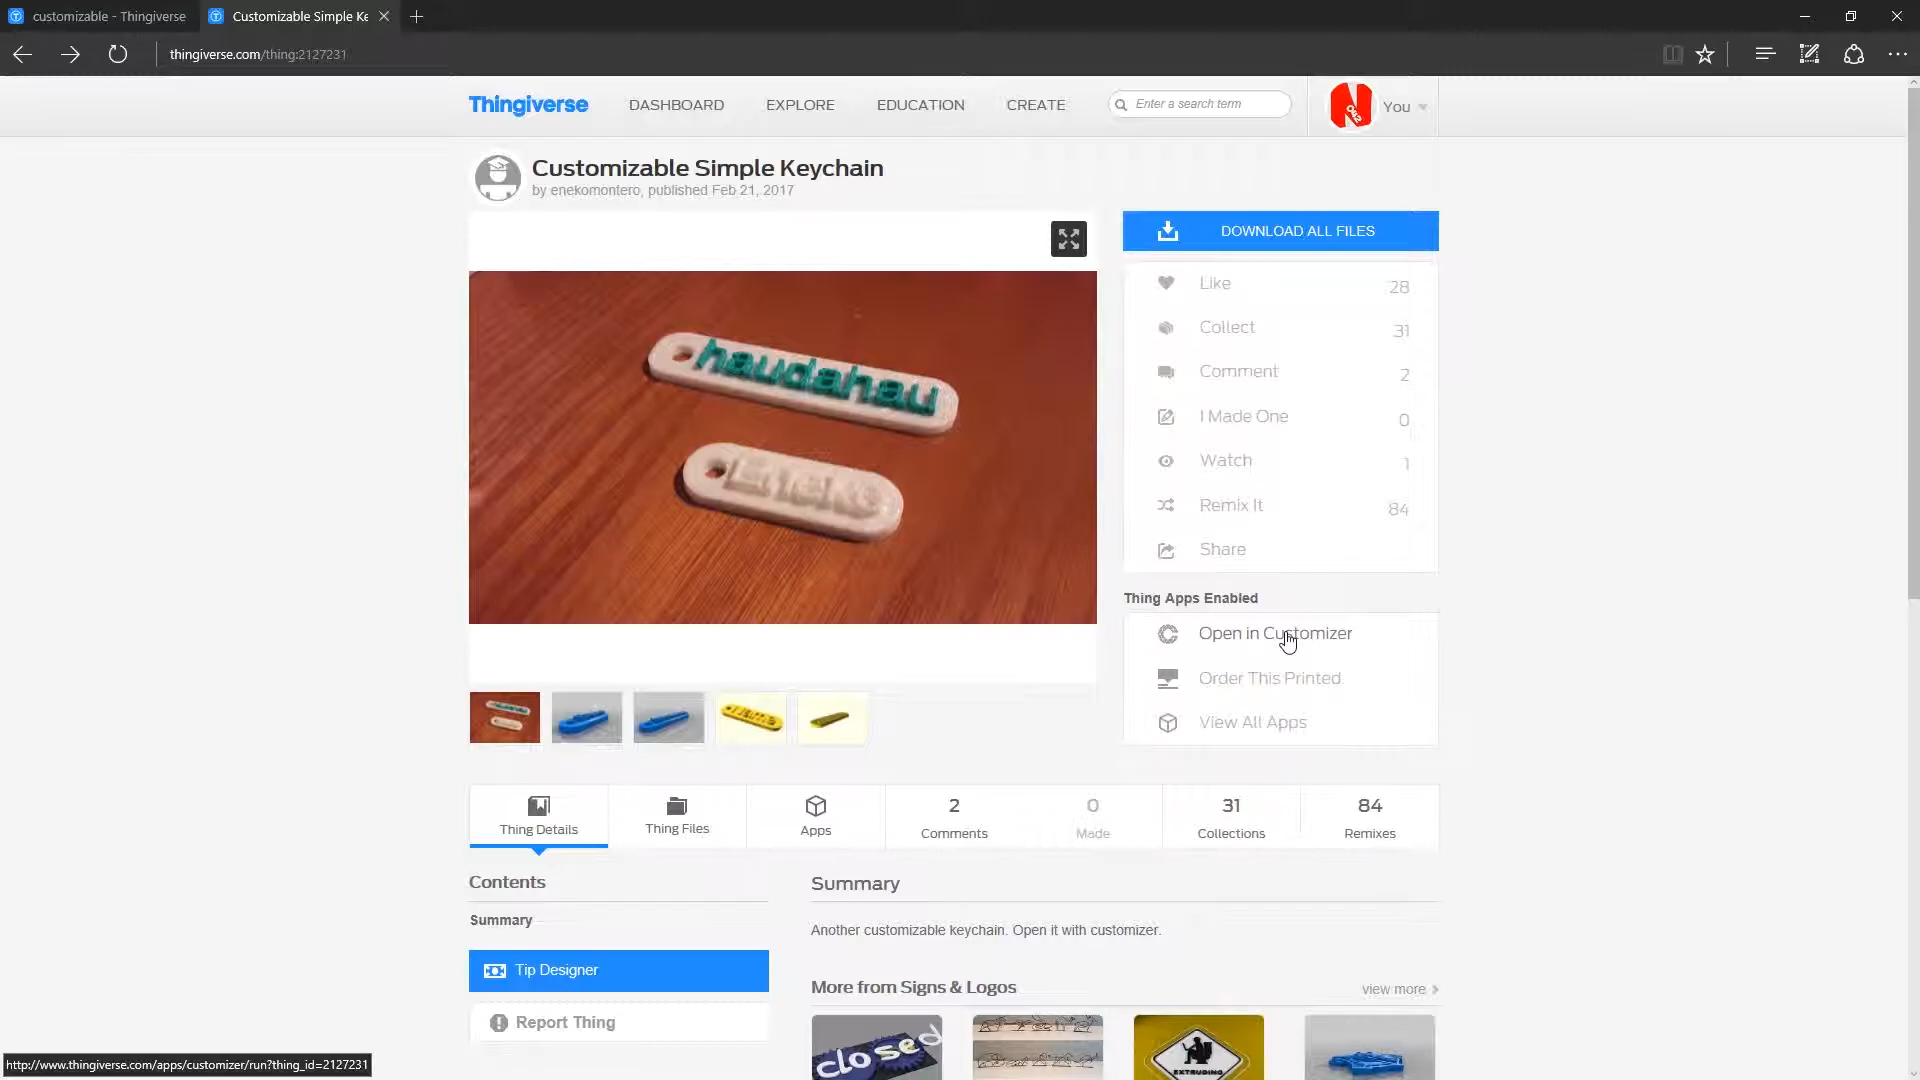 customizable - Thingiverse
Customizable Simple Ke
thingiverse.com/thing:2127231
Thingiverse
DASHBOARD
EXPLORE
EDUCATION
CREATE
Enter a search term
You
Customizable Simple Keychain
by enekomontero, published Feb 21, 2017
haudahau
DOWNLOAD ALL FILES
Like 28
Collect 31
Comment 2
I Made One 0
Watch 1
Remix It 84
Share
Thing Apps Enabled
Open in Customizer
Order This Printed
View All Apps
Thing Details
Thing Files
Apps
2
Comments
0
Made
31
Collections
84
Remixes
Contents
Summary
Tip Designer
Report Thing
Summary
Another customizable keychain. Open it with customizer.
More from Signs & Logos
view more
closed
EXTRUDING
http://www.thingiverse.com/apps/customizer/run?thing_id=2127231